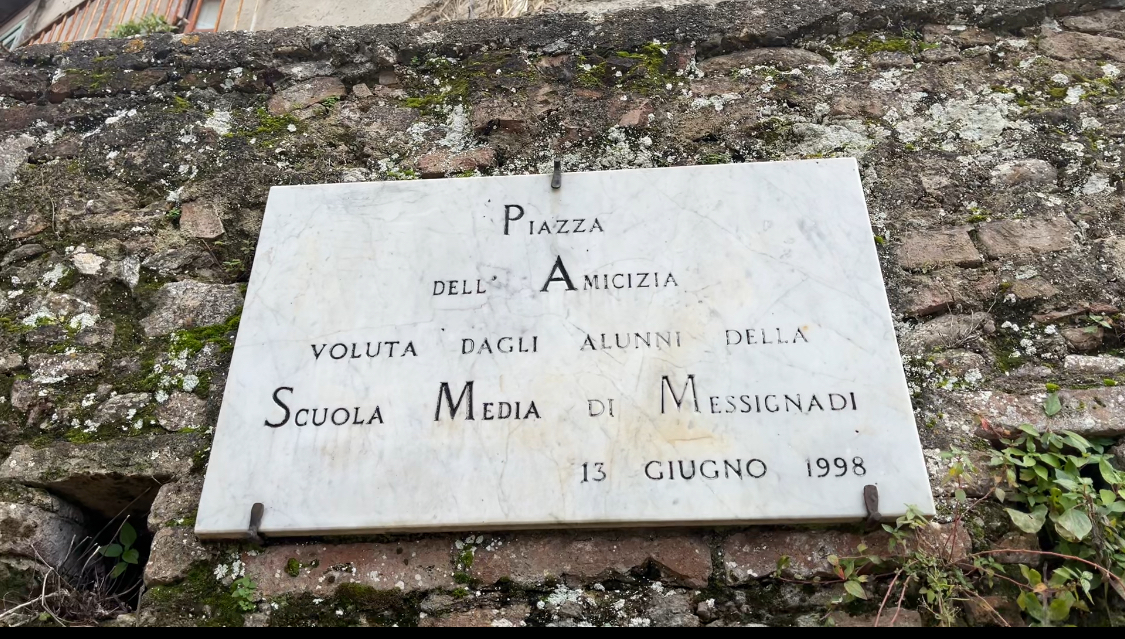 Piazza
dell' Amicizia
voluta dagli alunni della
Scuola Media di Messignadi
13 giugno 1998